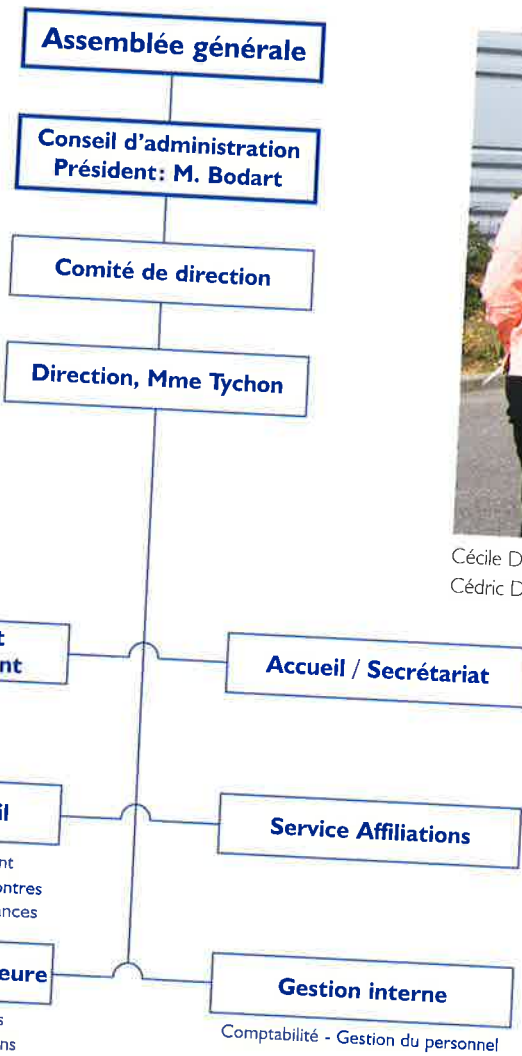 Assemblée générale
Conseil d'administration
Président: M. Bodart
Comité de direction
Direction, Mme Tychon
Cécile D
Cédric D
Accueil / Secrétariat
Service Affiliations
Gestion interne
Comptabilité - Gestion du personnel